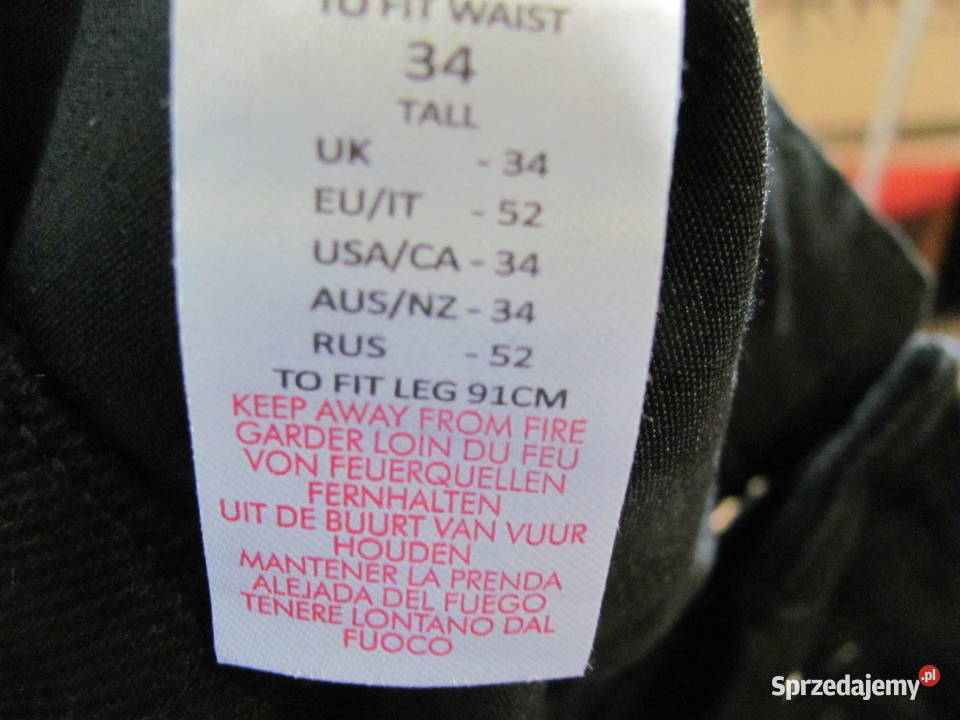 TO FIT WAIST
34
TALL
UK - 34
EU/IT - 52
USA/CA - 34
AUS/NZ - 34
RUS - 52
TO FIT LEG 91CM
KEEP AWAY FROM FIRE
GARDER LOIN DU FEU
VON FEUERQUELLEN
FERNHALTEN
UIT DE BUURT VAN VUUR
HOUDEN
MANTENER LA PRENDA
ALEJADA DEL FUEGO
TENERE LONTANO DAL
FUOCO
Sprzedajemy.pl